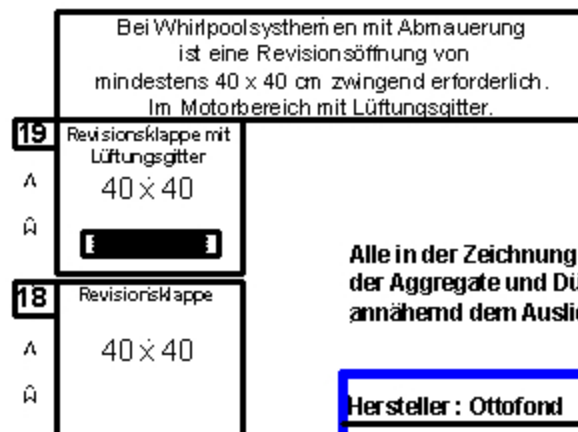 Bei Whirlpoolsysthemen mit Abmauerung
ist eine Revisionsöffnung von
mindestens 40 x 40 cm zwingend erforderlich.
Im Motorbereich mit Lüftungsgitter.
19
Revisionsklappe mit
Lüftungsgitter
40 x 40
18
Revisionsklappe
40 x 40
Alle in der Zeichnung
der Aggregate und Dü
annähernd dem Ausli
Hersteller : Ottofond